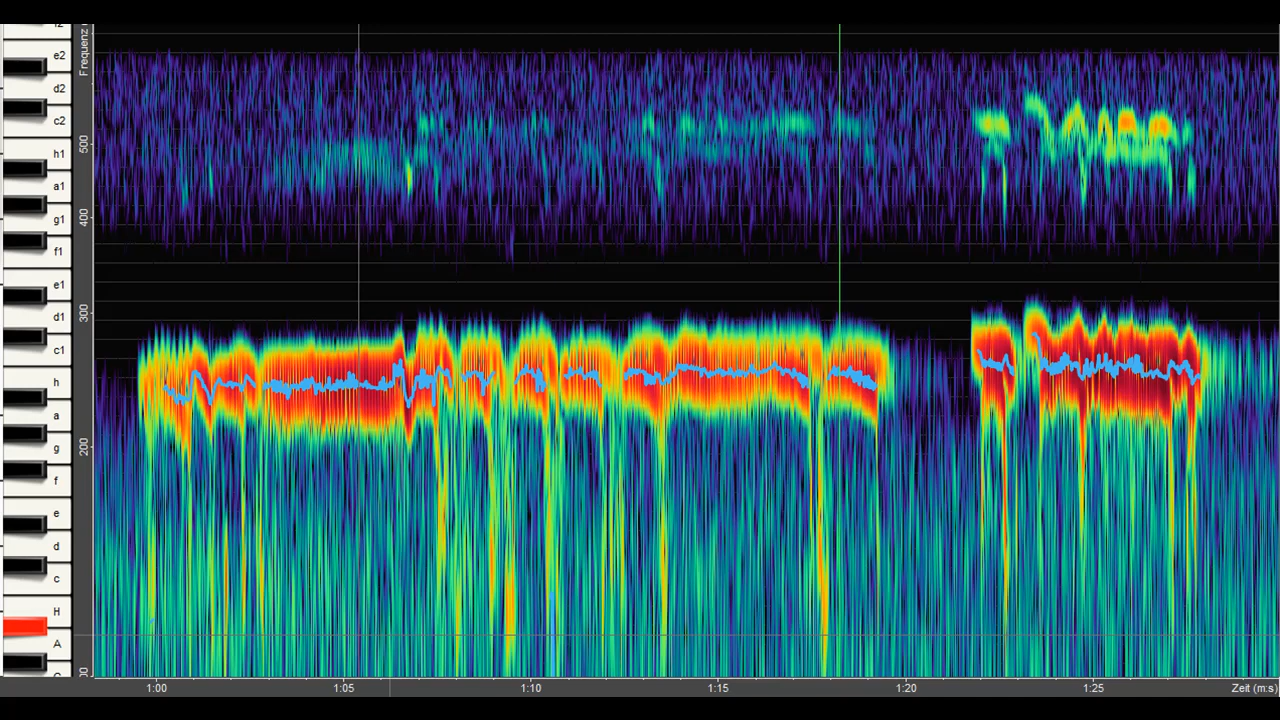 e2
d2
c2
h1
a1
g1
f1
e1
d1
c1
h
a
g
f
e
d
c
H
A
Frequenz
500
400
300
200
1:00
1:05
1:10
1:15
1:20
1:25
Zeit (m:s)